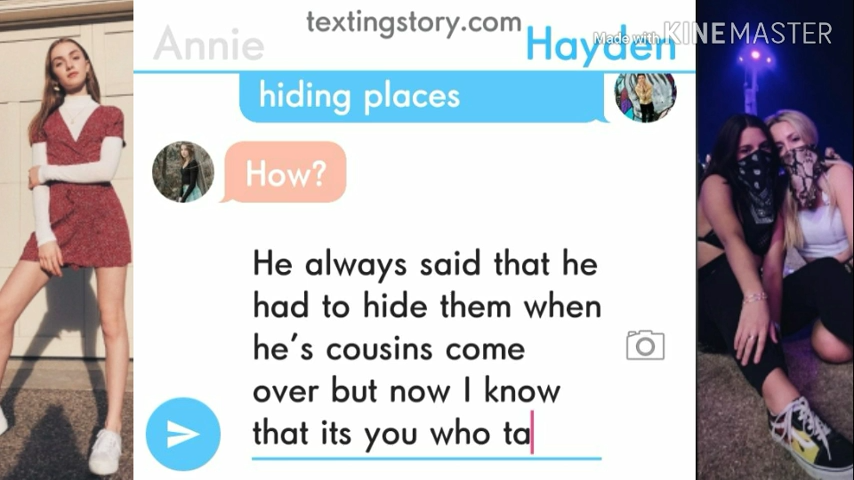 textingstory.com
Annie
Hayden
Made with KINEMASTER
hiding places
How?
He always said that he
had to hide them when
he's cousins come
over but now I know
that its you who ta